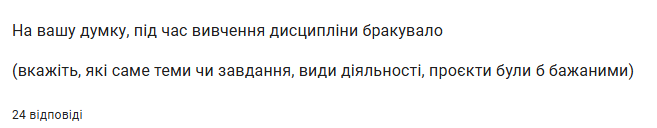 На вашу думку, під час вивчення дисципліни бракувало
(вкажіть, які саме теми чи завдання, види діяльності, проєкти були б бажаними)
24 відповіді